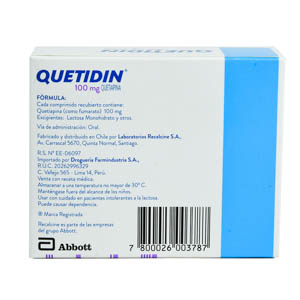 QUETIDIN®
100 mg QUETIAPINA
FÓRMULA:
Cada comprimido recubierto contiene:
Quetiapina (como fumarato) 100 mg
Excipientes: Lactosa Monohidrato y otros.
Vía de administración: Oral.
Fabricado y distribuido en Chile por Laboratorios Recalcine S.A.,
Av. Carrascal 5670, Quinta Normal, Santiago.
R.S. N° EE-06097
Importado por Droguería Farmindustria S.A.,
R.U.C. 20262996329
C. Vallejo 565 - Lima 14, Perú.
Venta con receta médica.
Almacenar a una temperatura no mayor de 30°C.
Manténgase fuera del alcance de los niños.
Usar con cuidado en pacientes intolerantes a la lactosa
Puede causar dependencia.
® Marca Registrada
Recalcine es parte de las empresas
del grupo Abbott.
Abbott
7 800026 003787